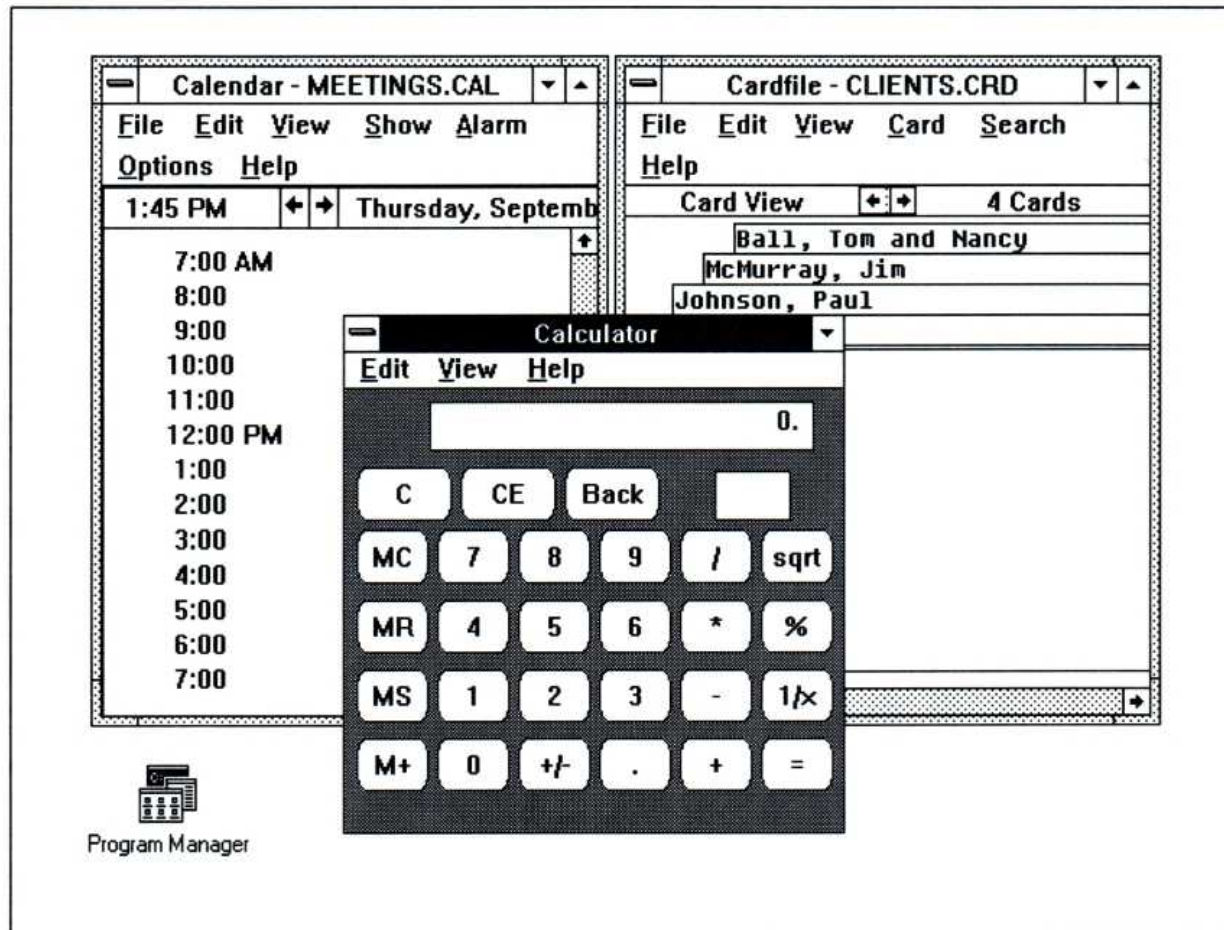 Calendar - MEETINGS.CAL
File Edit View Show Alarm
Options Help
1:45 PM Thursday, Septemb
7:00 AM
8:00
9:00
10:00
11:00
12:00 PM
1:00
2:00
3:00
4:00
5:00
6:00
7:00
Cardfile - CLIENTS.CRD
File Edit View Card Search
Help
Card View 4 Cards
Ball, Tom and Nancy
McMurray, Jim
Johnson, Paul
Calculator
Edit View Help
0.
C CE Back
MC 7 8 9 / sqrt
MR 4 5 6 * %
MS 1 2 3 - 1/x
M+ 0 +/- . + =
Program Manager